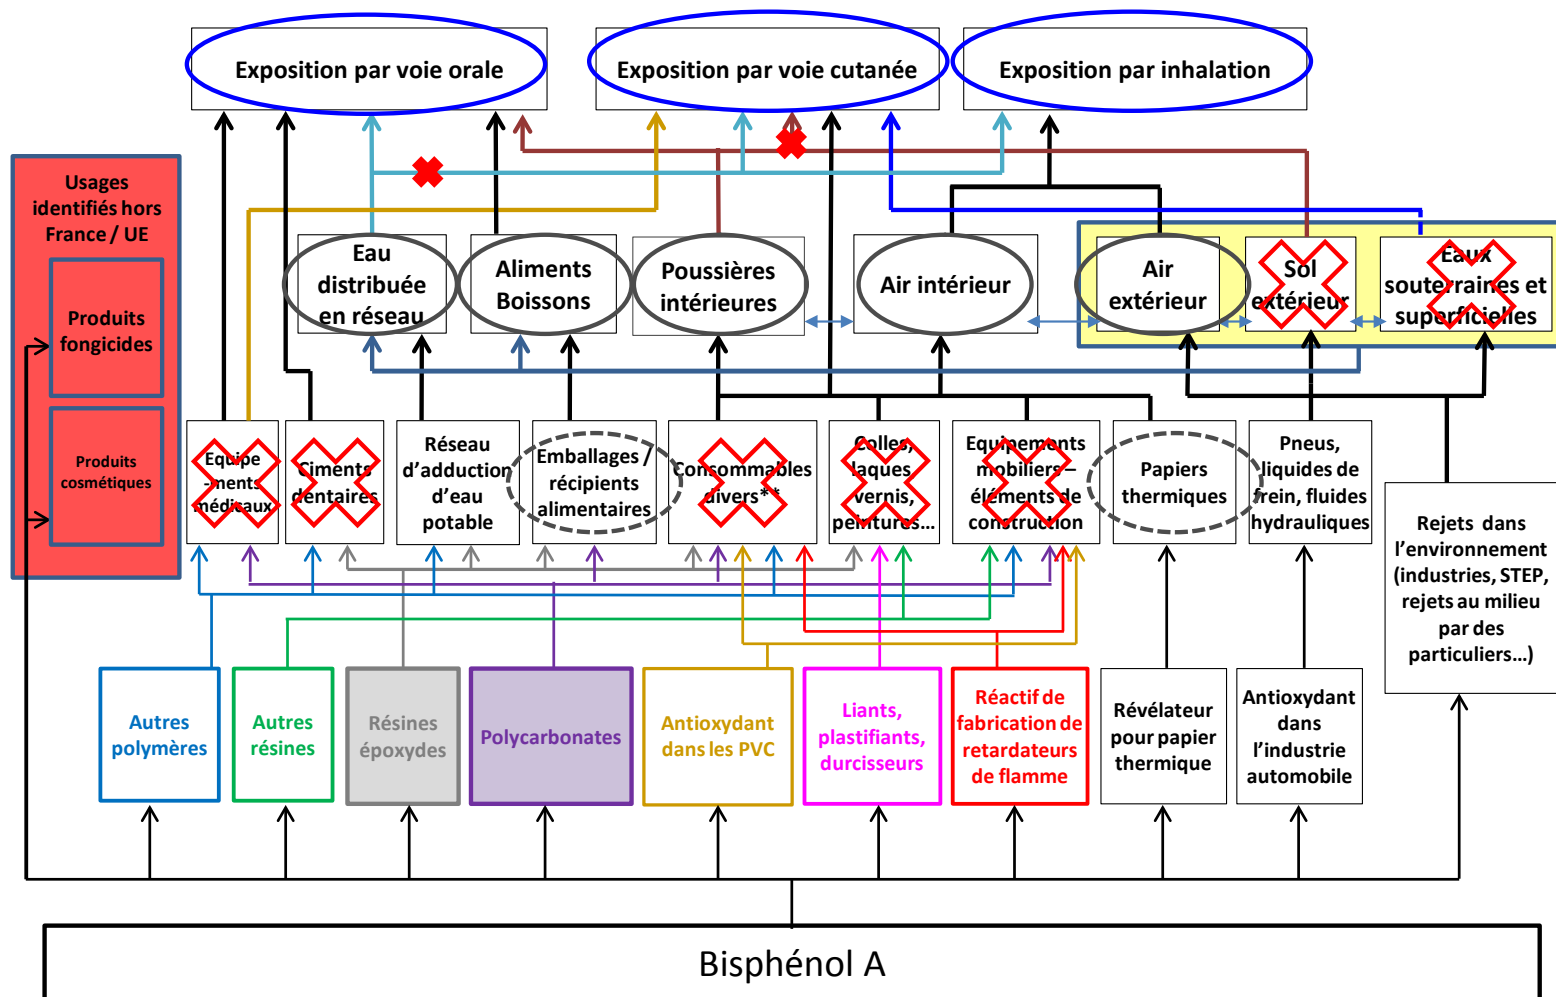 Exposition par voie orale
Exposition par voie cutanée
Exposition par inhalation
Usages
identifiés hors
France / UE
Produits
fongicides
Produits
cosmétiques
Eau
distribuée
en réseau
Aliments
Boissons
Poussières
intérieures
Air intérieur
Air
extérieur
Sol
extérieur
Eaux
souterraines et
superficielles
Equipe
-ments
médicaux
Ciments
dentaires
Réseau
d’adduction
d’eau
potable
Emballages /
récipients
alimentaires
Consommables
divers**
Colles,
laques,
vernis,
peintures…
Equipements
mobiliers –
éléments de
construction
Papiers
thermiques
Pneus,
liquides de
frein, fluides
hydrauliques
Rejets dans
l’environnement
(industries, STEP,
rejets au milieu
par des
particuliers…)
Autres
polymères
Autres
résines
Résines
époxydes
Polycarbonates
Antioxydant
dans les PVC
Liants,
plastifiants,
durcisseurs
Réactif de
fabrication de
retardateurs
de flamme
Révélateur
pour papier
thermique
Antioxydant
dans
l’industrie
automobile
Bisphénol A